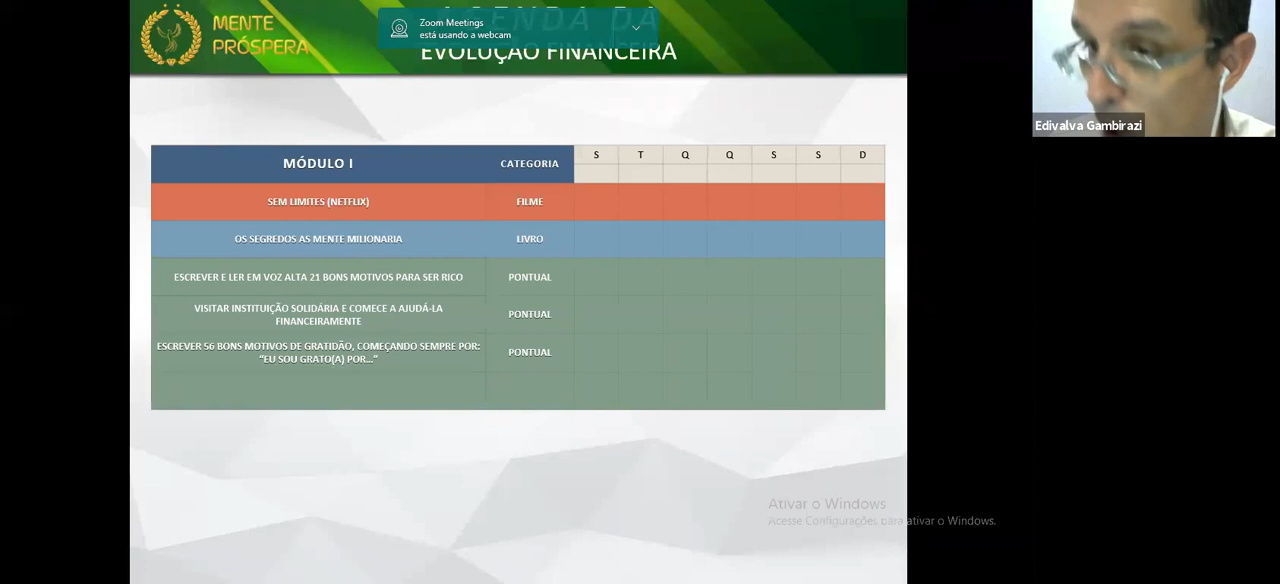 MENTE
PRÓSPERA
Zoom Meetings
está usando a webcam
AGENDA DA
EVOLUÇÃO FINANCEIRA
Edivalva Gambirazi
MÓDULO I CATEGORIA S T Q Q S S D
SEM LIMITES (NETFLIX) FILME
OS SEGREDOS AS MENTE MILIONARIA LIVRO
ESCREVER E LER EM VOZ ALTA 21 BONS MOTIVOS PARA SER RICO PONTUAL
VISITAR INSTITUIÇÃO SOLIDÁRIA E COMECE A AJUDÁ-LA
FINANCEIRAMENTE
PONTUAL
ESCREVER 56 BONS MOTIVOS DE GRATIDÃO, COMEÇANDO SEMPRE POR:
“EU SOU GRATO(A) POR...”
PONTUAL
Ativar o Windows
Acesse Configurações para ativar o Windows.